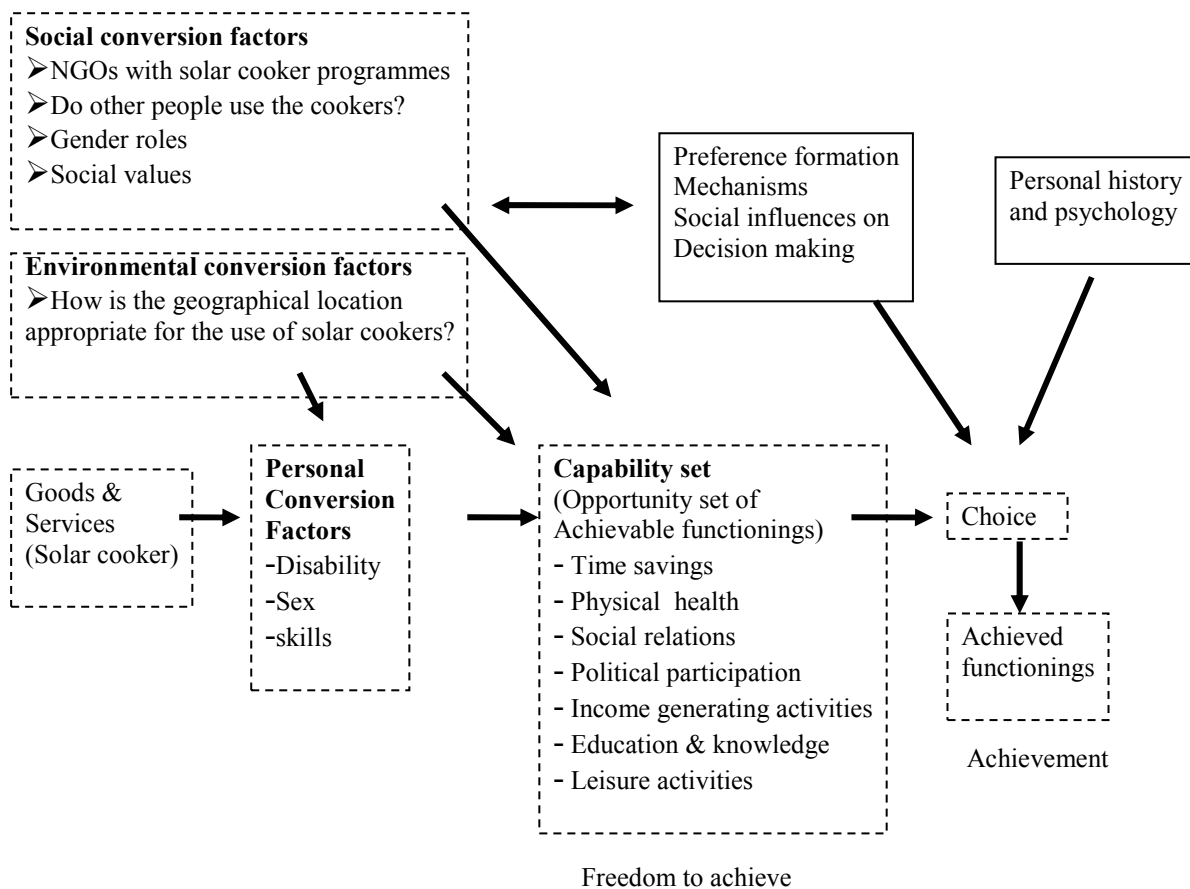 Social conversion factors
➢NGOs with solar cooker programmes
➢Do other people use the cookers?
➢Gender roles
➢Social values
Preference formation
Mechanisms
Social influences on
Decision making
Personal history
and psychology
Environmental conversion factors
➢How is the geographical location
appropriate for the use of solar cookers?
Goods &
Services
(Solar cooker)
Personal
Conversion
Factors
-Disability
-Sex
-skills
Capability set
(Opportunity set of
Achievable functionings)
- Time savings
- Physical health
- Social relations
- Political participation
- Income generating activities
- Education & knowledge
- Leisure activities
Choice
Achieved
functionings
Achievement
Freedom to achieve